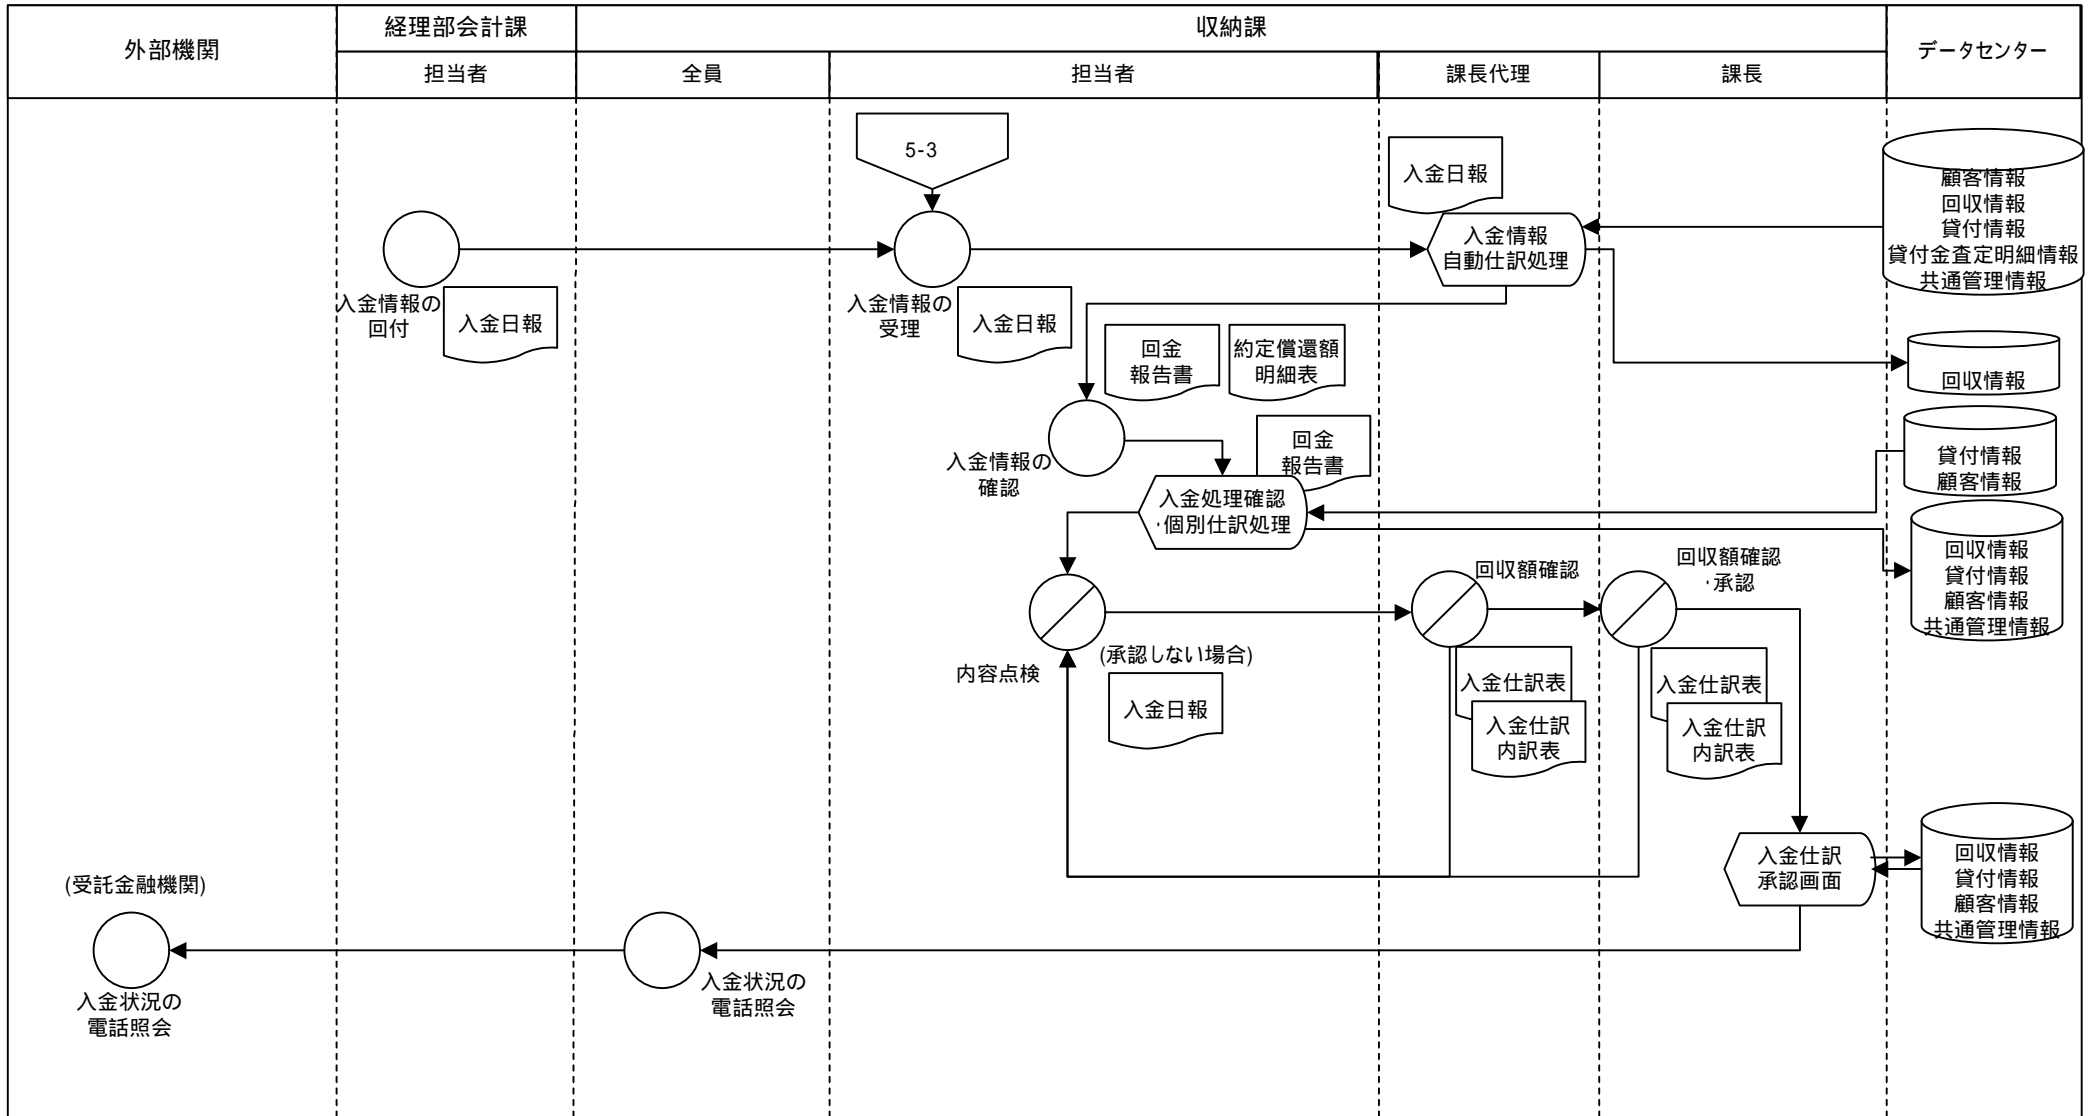 外部機関
経理部会計課
収納課
データセンター
担当者
全員
担当者
課長代理
課長
5-3
入金日報
顧客情報
回収情報
貸付情報
貸付金査定明細情報
共通管理情報
入金情報
自動仕訳処理
入金情報の
回付
入金日報
入金情報の
受理
入金日報
回金
報告書
約定償還額
明細表
回収情報
入金情報の
確認
回金
報告書
貸付情報
顧客情報
入金処理確認
・個別仕訳処理
回収情報
貸付情報
顧客情報
共通管理情報
回収額確認
回収額確認
・承認
内容点検
(承認しない場合)
入金日報
入金仕訳表
入金仕訳
内訳表
入金仕訳表
入金仕訳
内訳表
入金仕訳
承認画面
回収情報
貸付情報
顧客情報
共通管理情報
(受託金融機関)
入金状況の
電話照会
入金状況の
電話照会